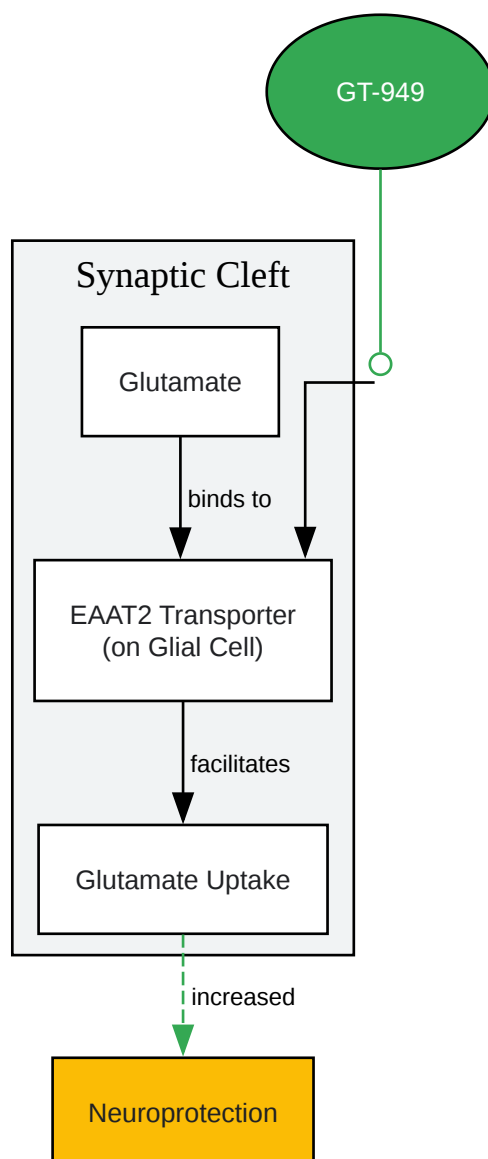 GT-949
Synaptic Cleft
Glutamate
binds to
EAAT2 Transporter
(on Glial Cell)
facilitates
Glutamate Uptake
increased
Neuroprotection